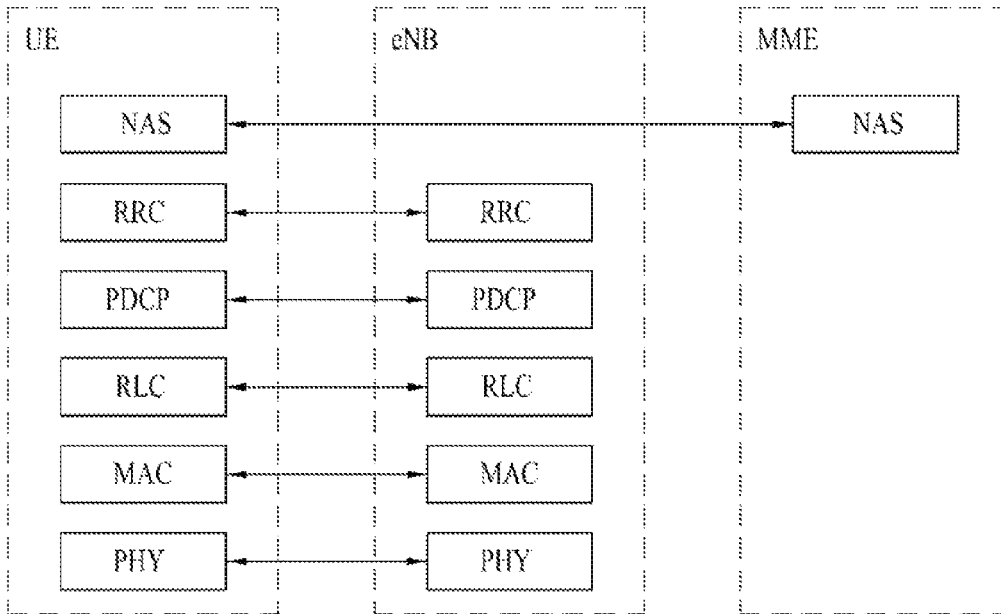 UE eNB MME
NAS NAS
RRC RRC
PDCP PDCP
RLC RLC
MAC MAC
PHY PHY